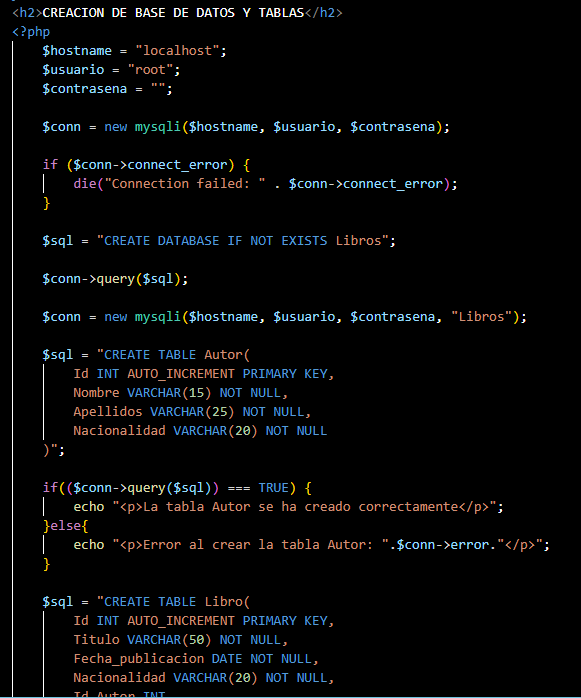 <h2>CREACION DE BASE DE DATOS Y TABLAS</h2>
<?php
$hostname = "localhost";
$usuario = "root";
$contrasena = "";
$conn = new mysqli($hostname, $usuario, $contrasena);
if ($conn->connect_error) {
die("Connection failed: " . $conn->connect_error);
}
$sql = "CREATE DATABASE IF NOT EXISTS Libros";
$conn->query($sql);
$conn = new mysqli($hostname, $usuario, $contrasena, "Libros");
$sql = "CREATE TABLE Autor(
Id INT AUTO_INCREMENT PRIMARY KEY,
Nombre VARCHAR(15) NOT NULL,
Apellidos VARCHAR(25) NOT NULL,
Nacionalidad VARCHAR(20) NOT NULL
)";
if(($conn->query($sql)) === TRUE) {
echo "<p>La tabla Autor se ha creado correctamente</p>";
}else{
echo "<p>Error al crear la tabla Autor: ".$conn->error."</p>";
}
$sql = "CREATE TABLE Libro(
Id INT AUTO_INCREMENT PRIMARY KEY,
Titulo VARCHAR(50) NOT NULL,
Fecha_publicacion DATE NOT NULL,
Nacionalidad VARCHAR(20) NOT NULL,
Id_Autor INT